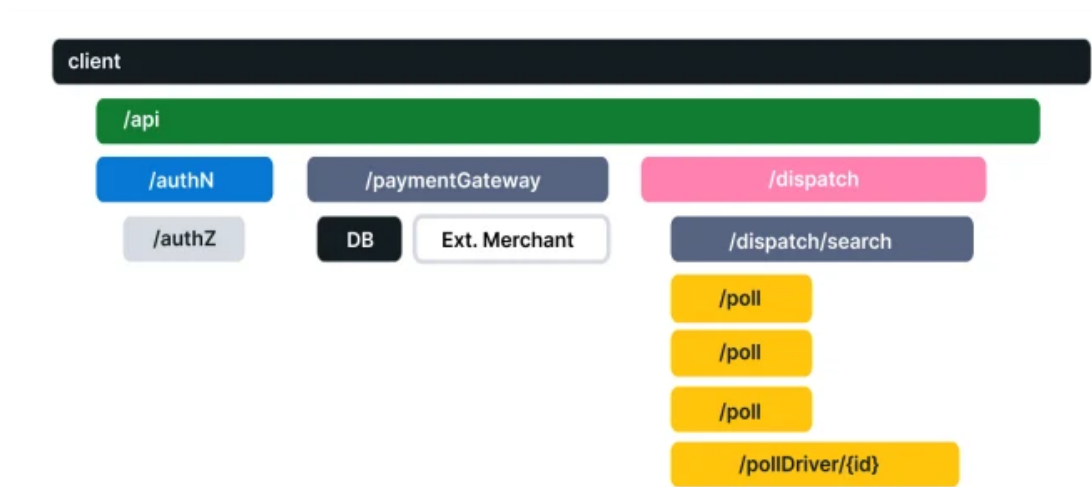 client
/api
/authN
/paymentGateway
/dispatch
/authZ
DB
Ext. Merchant
/dispatch/search
/poll
/poll
/poll
/pollDriver/{id}